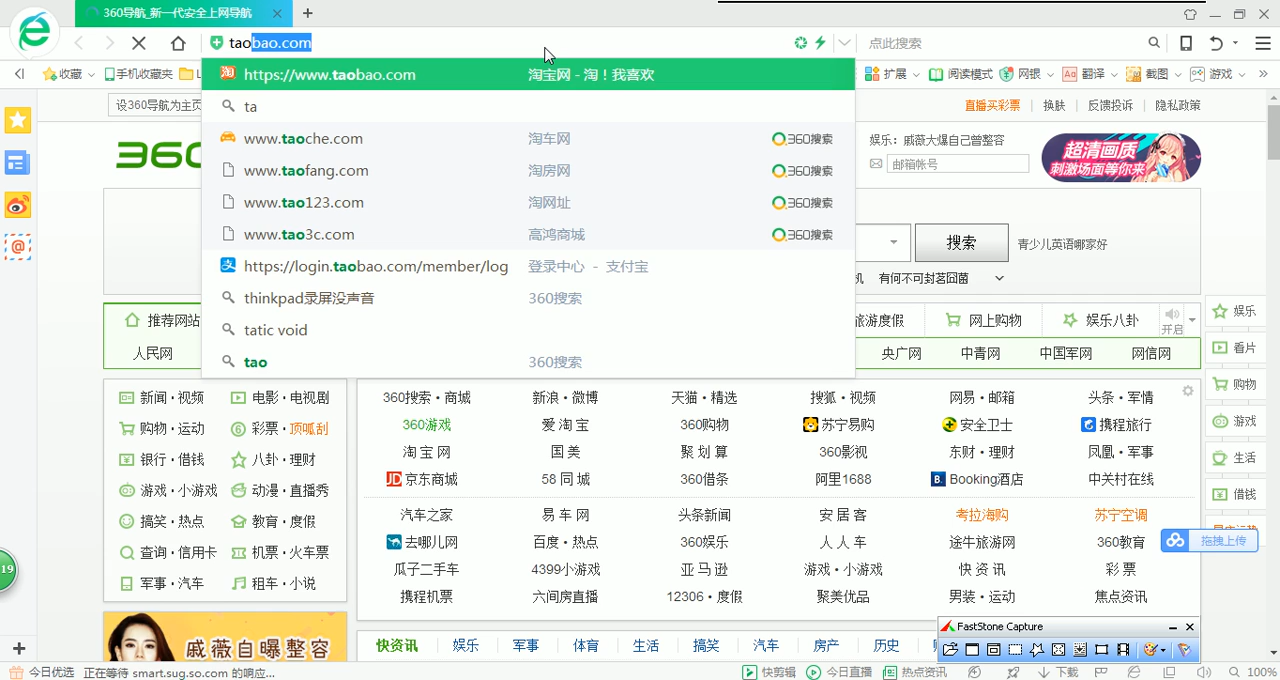 360导航_新一代安全上网导航
taobao.com
点此搜索
收藏
手机收藏夹
扩展
阅读模式
网银
翻译
截图
游戏
https://www.taobao.com 淘宝网 - 淘！我喜欢
ta
www.taoche.com 淘车网 360搜索
www.taofang.com 淘房网 360搜索
www.tao123.com 淘网址 360搜索
www.tao3c.com 高鸿商城 360搜索
https://login.taobao.com/member/log 登录中心 - 支付宝
thinkpad录屏没声音 360搜索
tatic void
tao 360搜索
设360导航为主页
直播买彩票 换肤 反馈投诉 隐私政策
360
娱乐：戚薇大爆自己曾整容
邮箱帐号
超清画质
刺激场面等你来
搜索
青少儿英语哪家好
有何不可封茗囧菌
推荐网站
旅游度假
网上购物
娱乐八卦
开启
人民网
央广网
中青网
中国军网
网信网
娱乐
看片
购物
游戏
生活
借钱
新闻・视频 电影・电视剧
购物・运动 彩票・顶呱刮
银行・借钱 八卦・理财
游戏・小游戏 动漫・直播秀
搞笑・热点 教育・度假
查询・信用卡 机票・火车票
军事・汽车 租车・小说
360搜索・商城 新浪・微博 天猫・精选 搜狐・视频 网易・邮箱 头条・军情
360游戏 爱淘宝 360购物 苏宁易购 安全卫士 携程旅行
淘宝网 国美 聚划算 360影视 东财・理财 凤凰・军事
JD京东商城 58同城 360借条 阿里1688 B.Booking酒店 中关村在线
汽车之家 易车网 头条新闻 安居客 考拉海购 苏宁空调
去哪儿网 百度・热点 360娱乐 人人车 途牛旅游网 360教育
瓜子二手车 4399小游戏 亚马逊 游戏・小游戏 快资讯 彩票
携程机票 六间房直播 12306・度假 聚美优品 男装・运动 焦点资讯
拖拽上传
19
戚薇自曝整容
快资讯 娱乐 军事 体育 生活 搞笑 汽车 房产 历史
FastStone Capture
今日优选 正在等待 smart.sug.so.com 的响应...
快剪辑 今日直播 热点资讯 下载 100%